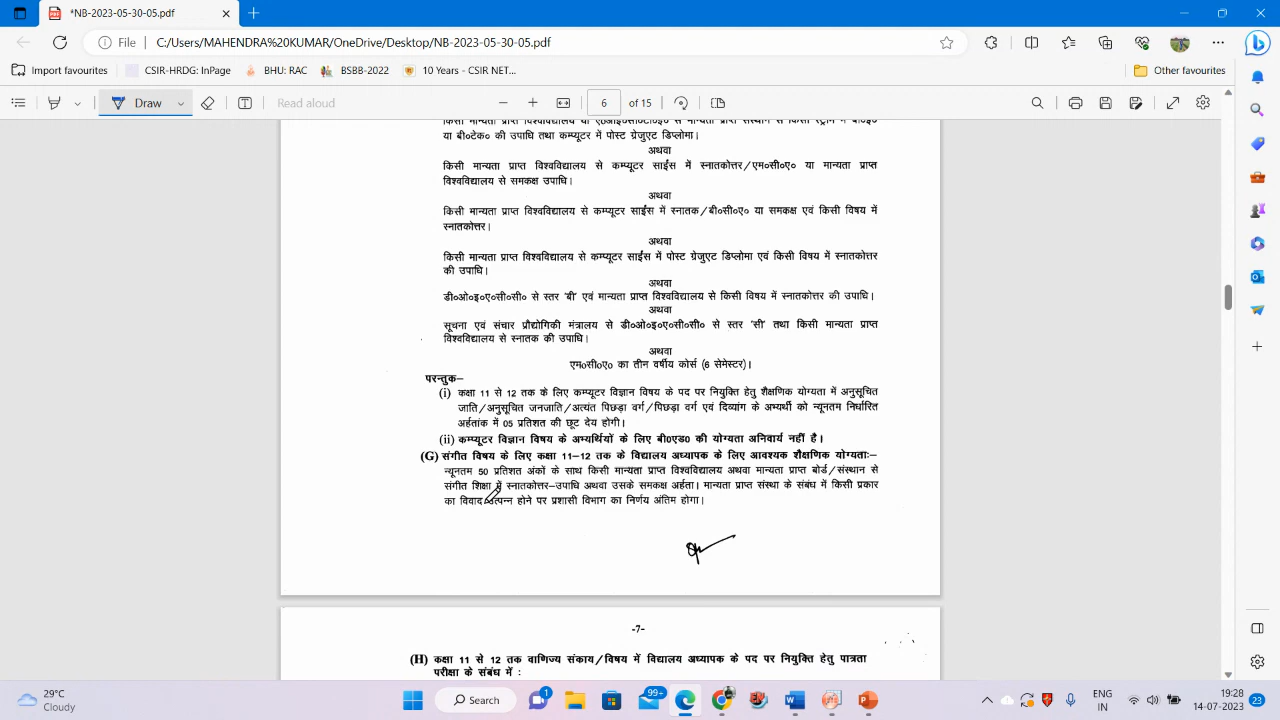 *NB-2023-05-30-05.pdf
File
C:/Users/MAHENDRA%20KUMAR/OneDrive/Desktop/NB-2023-05-30-05.pdf
Import favourites
CSIR-HRDG: InPage
BHU: RAC
BSBB-2022
10 Years - CSIR NET...
Other favourites
Draw
Read aloud
6
of 15
या बी०टेक० की उपाधि तथा कम्प्यूटर में पोस्ट ग्रेजुएट डिप्लोमा।
अथवा
किसी मान्यता प्राप्त विश्वविद्यालय से कम्प्यूटर साईंस में स्नातकोत्तर/एम०सी०ए० या मान्यता प्राप्त
विश्वविद्यालय से समकक्ष उपाधि।
अथवा
किसी मान्यता प्राप्त विश्वविद्यालय से कम्प्यूटर साईंस में स्नातक/बी०सी०ए० या समकक्ष एवं किसी विषय में
स्नातकोत्तर।
अथवा
किसी मान्यता प्राप्त विश्वविद्यालय से कम्प्यूटर साईंस में पोस्ट ग्रेजुएट डिप्लोमा एवं किसी विषय में स्नातकोत्तर
की उपाधि।
अथवा
डी०ओ०इ०ए०सी०सी० से स्तर 'बी' एवं मान्यता प्राप्त विश्वविद्यालय से किसी विषय में स्नातकोत्तर की उपाधि।
अथवा
सूचना एवं संचार प्रौद्योगिकी मंत्रालय से डी०ओ०इ०ए०सी०सी० से स्तर 'सी' तथा किसी मान्यता प्राप्त
विश्वविद्यालय से स्नातक की उपाधि।
अथवा
एम०सी०ए० का तीन वर्षीय कोर्स (6 सेमेस्टर)।
परन्तुक–
(i) कक्षा 11 से 12 तक के लिए कम्प्यूटर विज्ञान विषय के पद पर नियुक्ति हेतु शैक्षणिक योग्यता में अनुसूचित
जाति/अनुसूचित जनजाति/अत्यंत पिछड़ा वर्ग/पिछड़ा वर्ग एवं दिव्यांग के अभ्यर्थी को न्यूनतम निर्धारित
अर्हतांक में 05 प्रतिशत की छूट देय होगी।
(ii) कम्प्यूटर विज्ञान विषय के अभ्यर्थियों के लिए बी0एड0 की योग्यता अनिवार्य नहीं है।
(G) संगीत विषय के लिए कक्षा 11–12 तक के विद्यालय अध्यापक के लिए आवश्यक शैक्षणिक योग्यताः–
न्यूनतम 50 प्रतिशत अंकों के साथ किसी मान्यता प्राप्त विश्वविद्यालय अथवा मान्यता प्राप्त बोर्ड/संस्थान से
संगीत शिक्षा में स्नातकोत्तर–उपाधि अथवा उसके समकक्ष अर्हता। मान्यता प्राप्त संस्था के संबंध में किसी प्रकार
का विवाद उत्पन्न होने पर प्रशासी विभाग का निर्णय अंतिम होगा।
-7-
(H) कक्षा 11 से 12 तक वाणिज्य संकाय/विषय में विद्यालय अध्यापक के पद पर नियुक्ति हेतु पात्रता
परीक्षा के संबंध में :
29°C
Cloudy
Search
1
99+
ENG
IN
19:28
14-07-2023
23